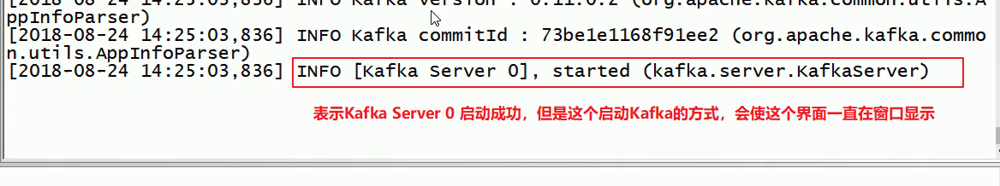 [2018-08-24 14:25:03,836] INFO Kafka version : 0.11.0.2 (org.apache.kafka.common.utils.A
ppInfoParser)
[2018-08-24 14:25:03,836] INFO Kafka commitId : 73be1e1168f91ee2 (org.apache.kafka.commo
n.utils.AppInfoParser)
[2018-08-24 14:25:03,836] INFO [Kafka Server 0], started (kafka.server.KafkaServer)
表示Kafka Server 0 启动成功，但是这个启动Kafka的方式，会使这个界面一直在窗口显示